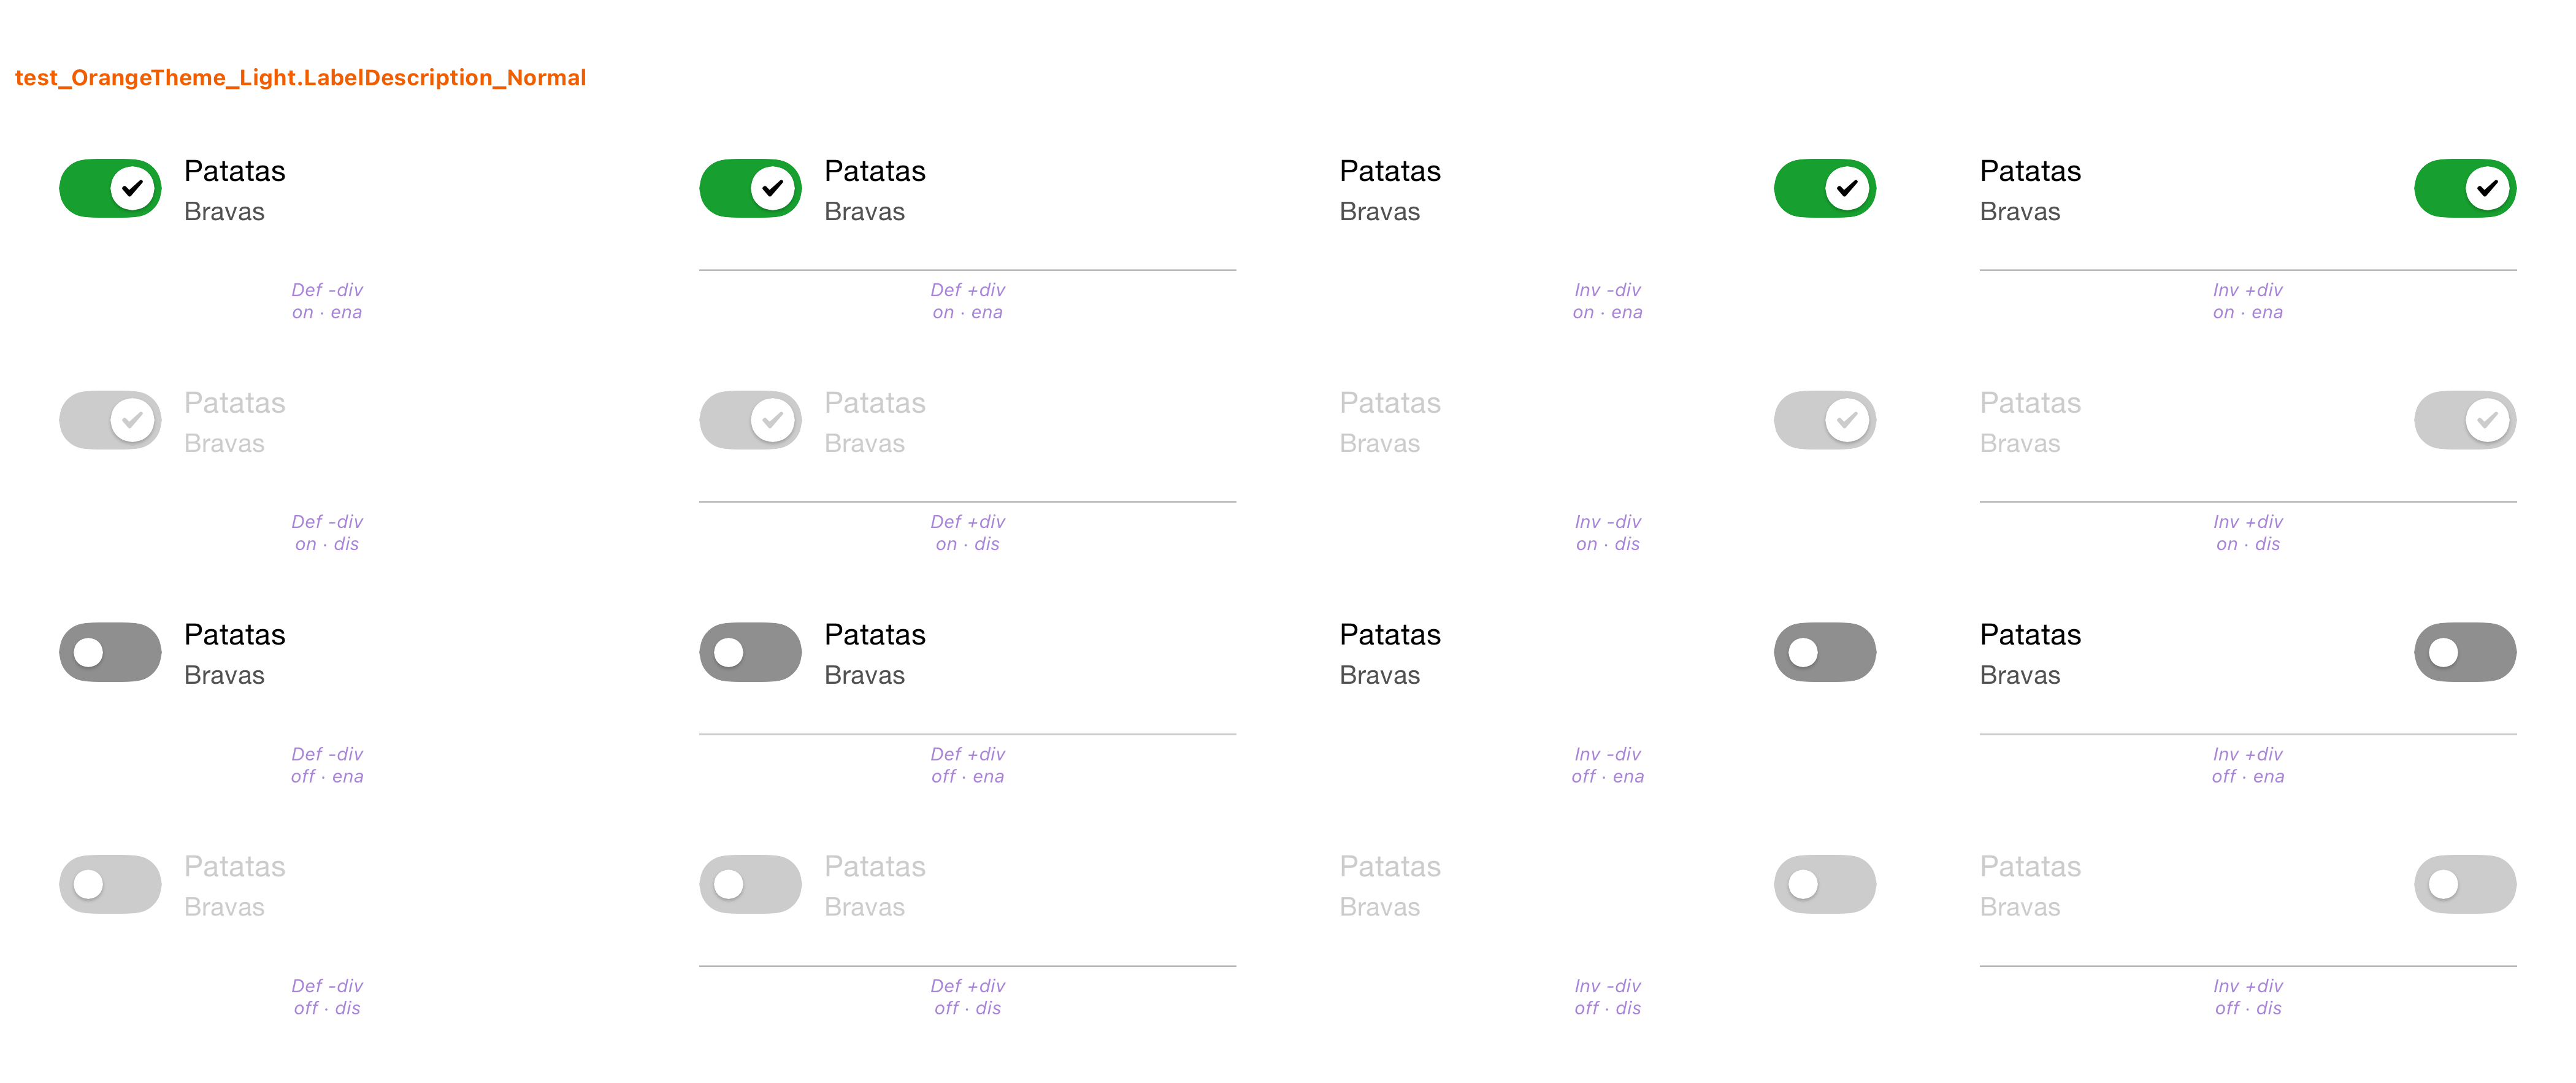 test_OrangeTheme_Light.LabelDescription_Normal
Patatas Patatas Patatas Patatas
Bravas Bravas Bravas Bravas
Def -div Def +div Inv -div Inv +div
on · ena on · ena on · ena on · ena
Patatas Patatas Patatas Patatas
Bravas Bravas Bravas Bravas
Def -div Def +div Inv -div Inv +div
on · dis on · dis on · dis on · dis
Patatas Patatas Patatas Patatas
Bravas Bravas Bravas Bravas
Def -div Def +div Inv -div Inv +div
off · ena off · ena off · ena off · ena
Patatas Patatas Patatas Patatas
Bravas Bravas Bravas Bravas
Def -div Def +div Inv -div Inv +div
off · dis off · dis off · dis off · dis